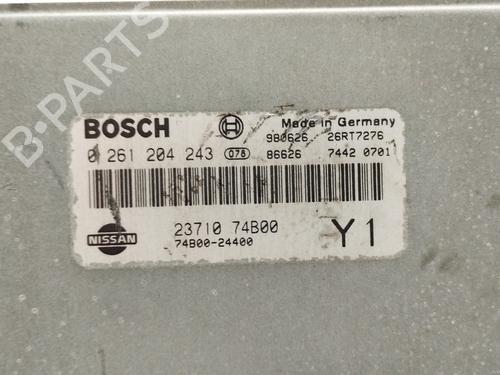 B-PARTS
BOSCH Made in Germany
980626 26RT7276
0 261 204 243 078 86626 7442 0701
NISSAN 23710 74B00 Y1
74B00-24400